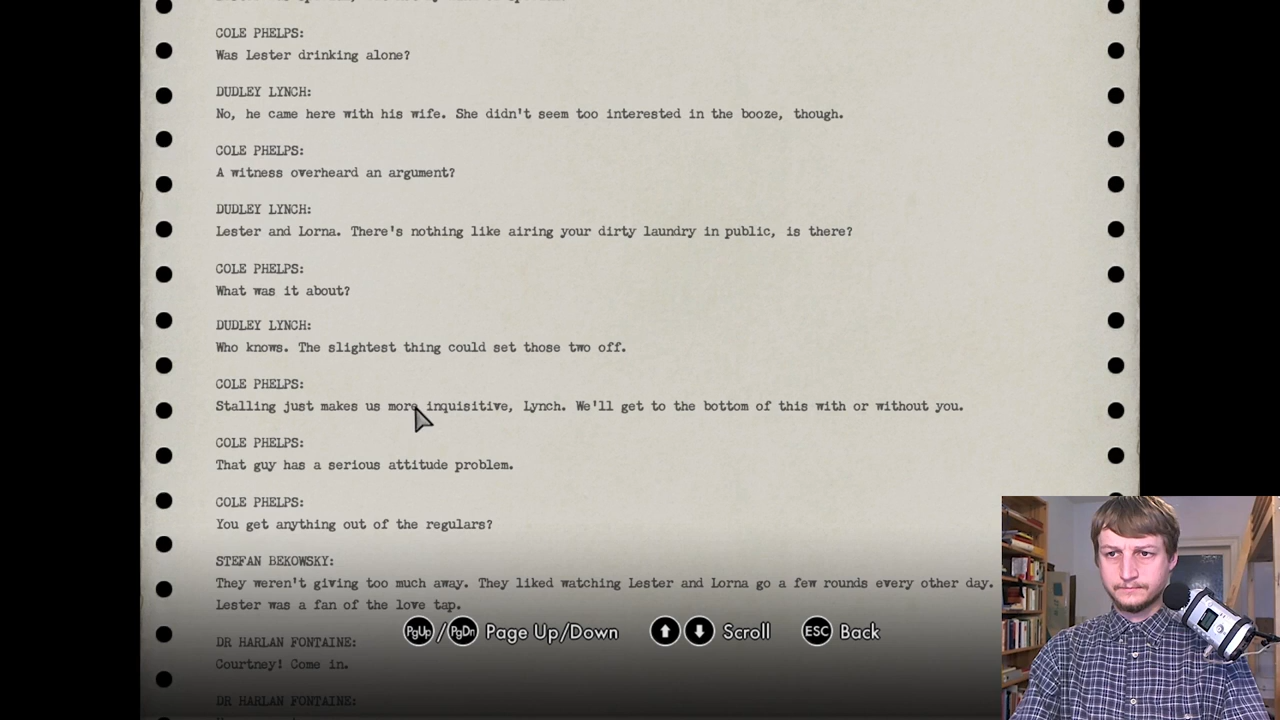 COLE PHELPS:
Was Lester drinking alone?
DUDLEY LYNCH:
No, he came here with his wife. She didn't seem too interested in the booze, though.
COLE PHELPS:
A witness overheard an argument?
DUDLEY LYNCH:
Lester and Lorna. There's nothing like airing your dirty laundry in public, is there?
COLE PHELPS:
What was it about?
DUDLEY LYNCH:
Who knows. The slightest thing could set those two off.
COLE PHELPS:
Stalling just makes us more inquisitive, Lynch. We'll get to the bottom of this with or without you.
COLE PHELPS:
That guy has a serious attitude problem.
COLE PHELPS:
You get anything out of the regulars?
STEFAN BEKOWSKY:
They weren't giving too much away. They liked watching Lester and Lorna go a few rounds every other day.
Lester was a fan of the love tap.
PgUp/PgDn Page Up/Down Scroll ESC Back
DR HARLAN FONTAINE:
Courtney! Come in.
DR HARLAN FONTAINE: